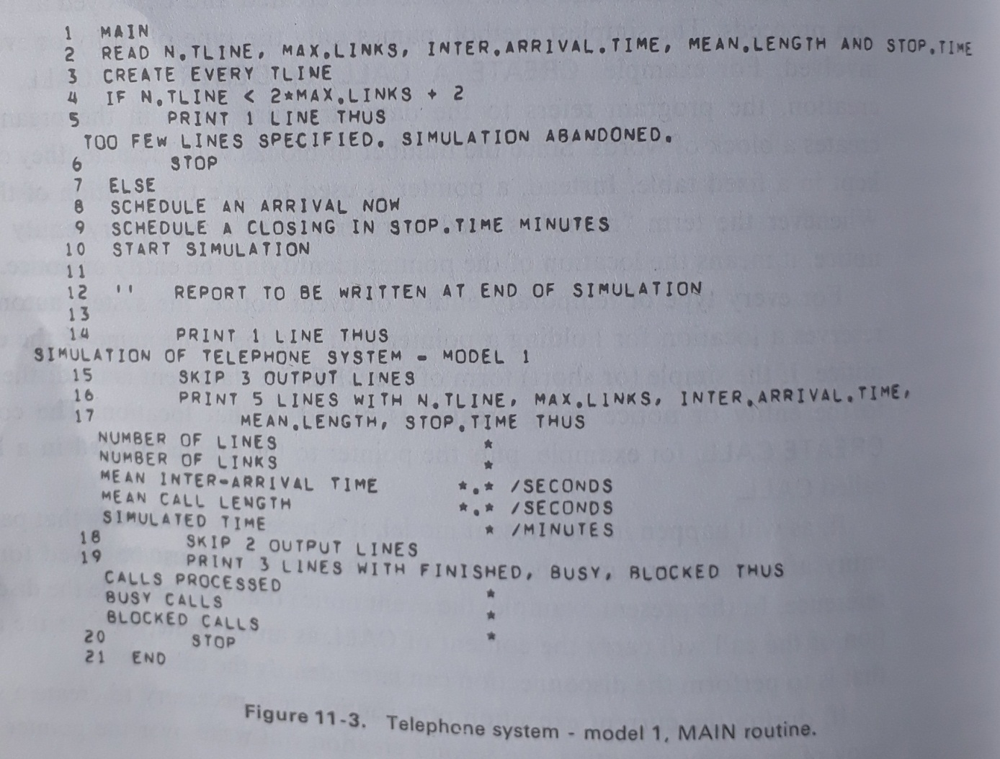 1 MAIN
2 READ N.TLINE, MAX.LINKS, INTER.ARRIVAL.TIME, MEAN.LENGTH AND STOP.TIME
3 CREATE EVERY TLINE
4 IF N.TLINE < 2*MAX.LINKS + 2
5 PRINT 1 LINE THUS
TOO FEW LINES SPECIFIED. SIMULATION ABANDONED.
6 STOP
7 ELSE
8 SCHEDULE AN ARRIVAL NOW
9 SCHEDULE A CLOSING IN STOP.TIME MINUTES
10 START SIMULATION
11
12 '' REPORT TO BE WRITTEN AT END OF SIMULATION
13
14 PRINT 1 LINE THUS
SIMULATION OF TELEPHONE SYSTEM - MODEL 1
15 SKIP 3 OUTPUT LINES
16 PRINT 5 LINES WITH N.TLINE, MAX.LINKS, INTER.ARRIVAL.TIME,
17 MEAN.LENGTH, STOP.TIME THUS
NUMBER OF LINES *
NUMBER OF LINKS *
MEAN INTER-ARRIVAL TIME *.* /SECONDS
MEAN CALL LENGTH *.* /SECONDS
SIMULATED TIME * /MINUTES
18 SKIP 2 OUTPUT LINES
19 PRINT 3 LINES WITH FINISHED, BUSY, BLOCKED THUS
CALLS PROCESSED *
BUSY CALLS *
BLOCKED CALLS *
20 STOP
21 END
Figure 11-3. Telephone system - model 1, MAIN routine.